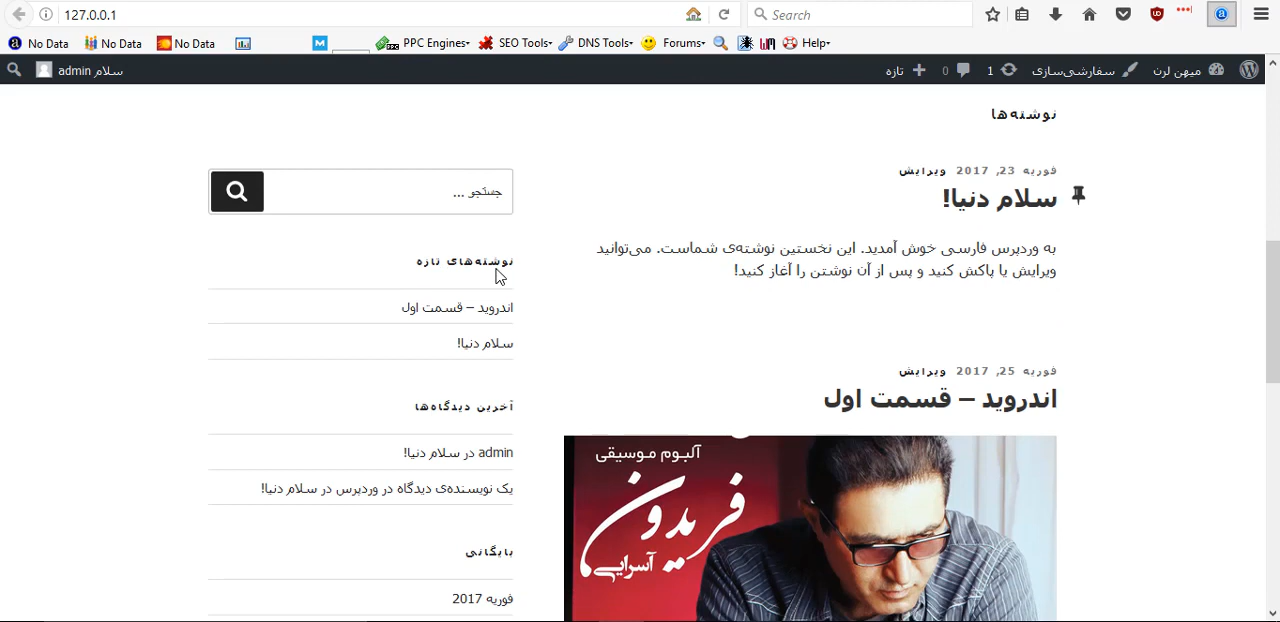 127.0.0.1
Search
No Data
No Data
No Data
M
PPC Engines
SEO Tools
DNS Tools
Forums
Help
میهن لرن
سفارشی‌سازی
1
0
تازه
سلام admin
نوشته‌ها
فوریه 23, 2017 ویرایش
سلام دنیا!
به وردپرس فارسی خوش آمدید. این نخستین نوشته‌ی شماست. می‌توانید
ویرایش یا پاکش کنید و پس از آن نوشتن را آغاز کنید!
فوریه 25, 2017 ویرایش
اندروید – قسمت اول
آلبوم موسیقی
فریدون
آسرایی
جستجو ...
نوشته‌های تازه
اندروید – قسمت اول
سلام دنیا!
آخرین دیدگاه‌ها
admin در سلام دنیا!
یک نویسنده‌ی دیدگاه در وردپرس در سلام دنیا!
بایگانی
فوریه 2017